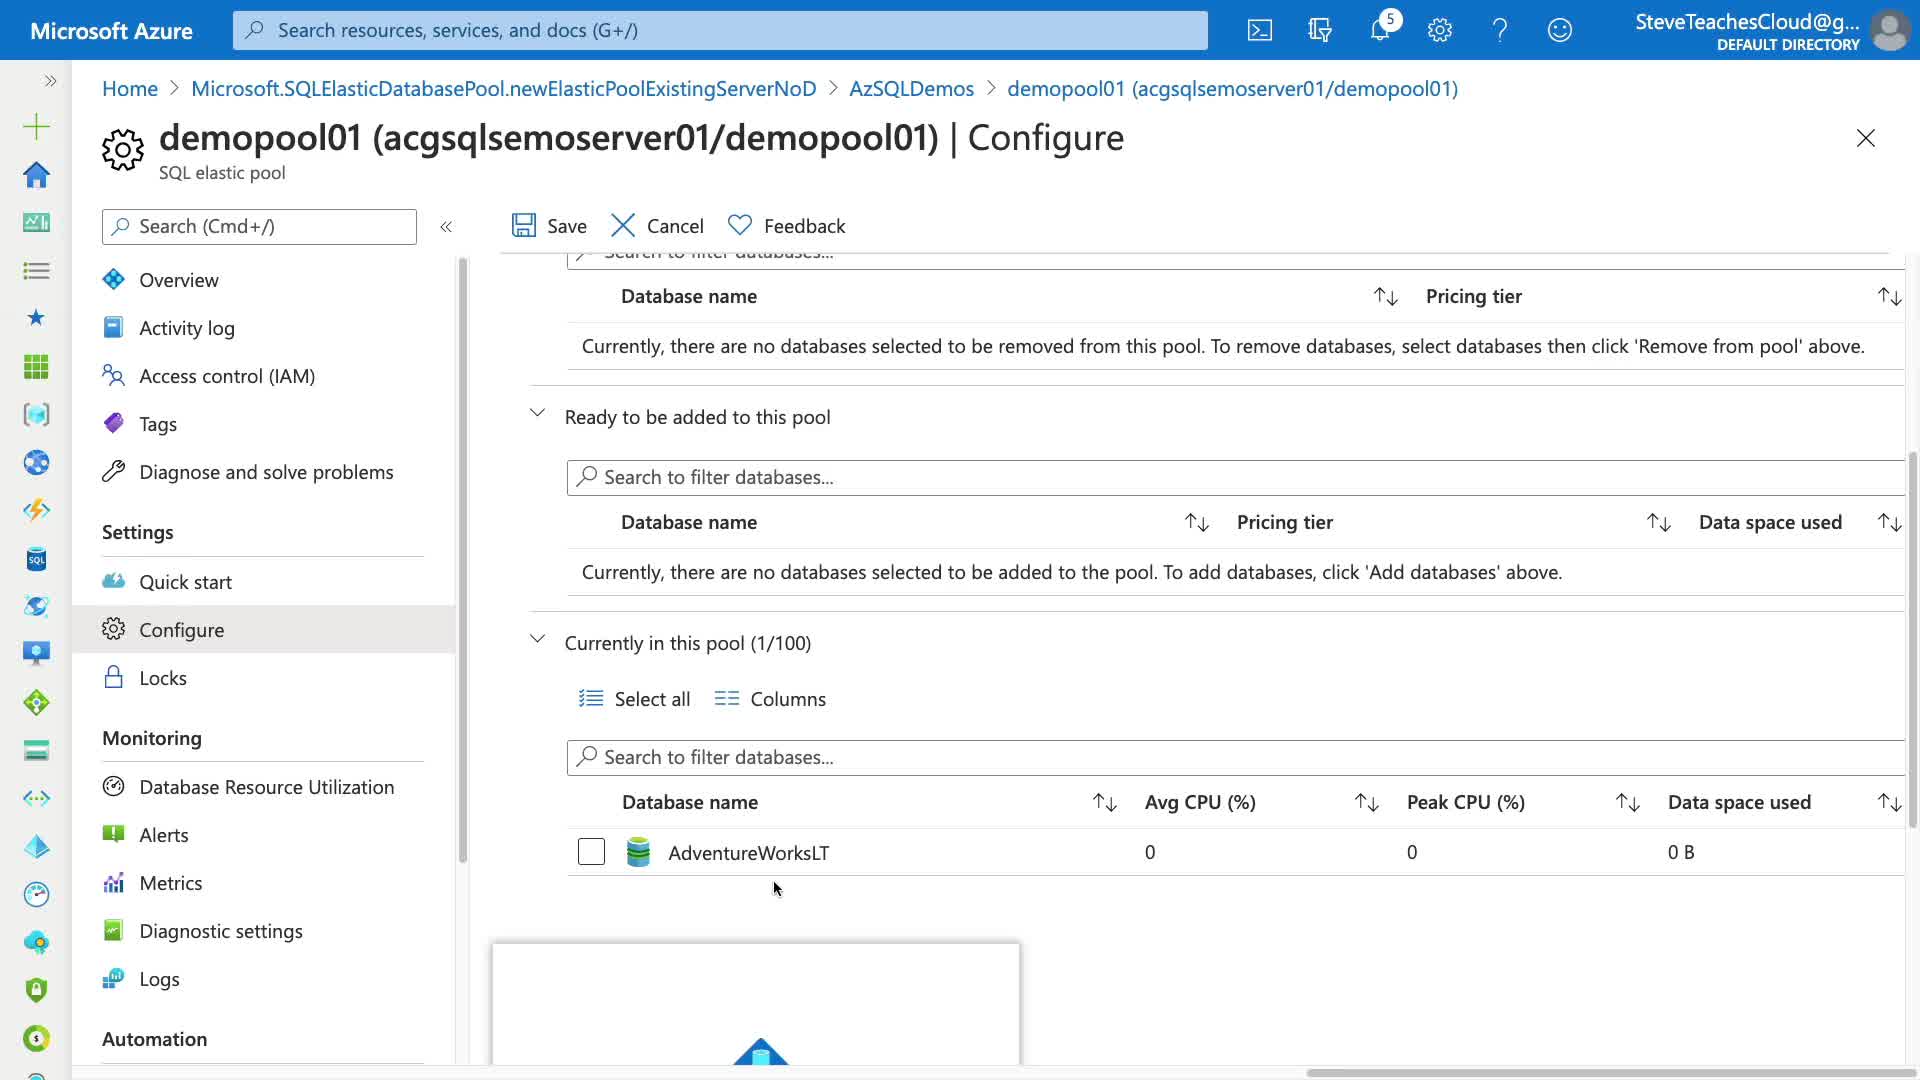 Microsoft Azure
Search resources, services, and docs (G+/)
5
SteveTeachesCloud@g...
DEFAULT DIRECTORY
Home > Microsoft.SQLElasticDatabasePool.newElasticPoolExistingServerNoD > AzSQLDemos > demopool01 (acgsqlsemoserver01/demopool01)
demopool01 (acgsqlsemoserver01/demopool01) | Configure
SQL elastic pool
Search (Cmd+/)
Save
Cancel
Feedback
Overview
Activity log
Access control (IAM)
Tags
Diagnose and solve problems
Settings
Quick start
Configure
Locks
Monitoring
Database Resource Utilization
Alerts
Metrics
Diagnostic settings
Logs
Automation
SQL
Search to filter databases...
Database name Pricing tier
Currently, there are no databases selected to be removed from this pool. To remove databases, select databases then click 'Remove from pool' above.
Ready to be added to this pool
Search to filter databases...
Database name Pricing tier Data space used
Currently, there are no databases selected to be added to the pool. To add databases, click 'Add databases' above.
Currently in this pool (1/100)
Select all Columns
Search to filter databases...
Database name Avg CPU (%) Peak CPU (%) Data space used
AdventureWorksLT 0 0 0 B